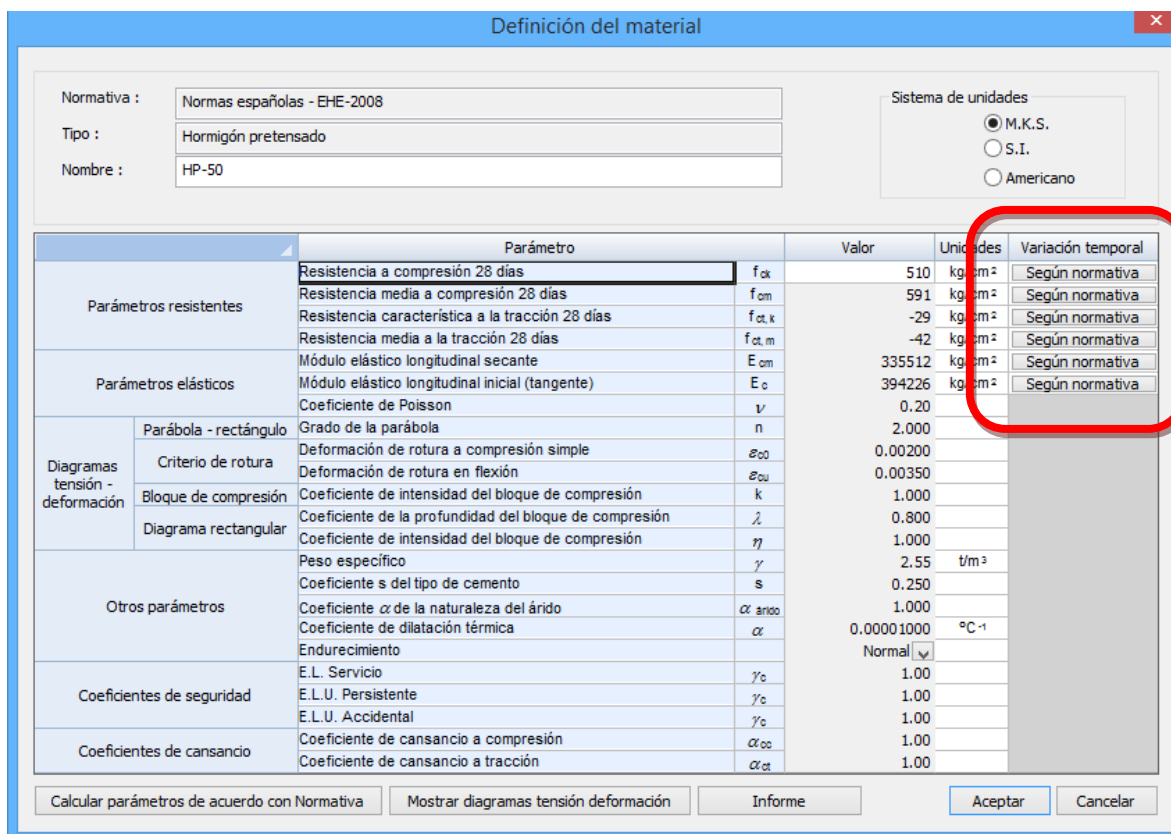 Definición del material
Normativa :
Normas españolas - EHE-2008
Tipo :
Hormigón pretensado
Nombre :
HP-50
Sistema de unidades
M.K.S.
S.I.
Americano
Parámetro Valor Unidades Variación temporal
Parámetros resistentes
Resistencia a compresión 28 días f ck 510 kg/cm² Según normativa
Resistencia media a compresión 28 días f cm 591 kg/cm² Según normativa
Resistencia característica a la tracción 28 días f ct, k -29 kg/cm² Según normativa
Resistencia media a la tracción 28 días f ct, m -42 kg/cm² Según normativa
Parámetros elásticos
Módulo elástico longitudinal secante E cm 335512 kg/cm² Según normativa
Módulo elástico longitudinal inicial (tangente) E c 394226 kg/cm² Según normativa
Coeficiente de Poisson ν 0.20
Diagramas tensión - deformación
Parábola - rectángulo Grado de la parábola n 2.000
Criterio de rotura
Deformación de rotura a compresión simple ε c0 0.00200
Deformación de rotura en flexión ε cu 0.00350
Bloque de compresión Coeficiente de intensidad del bloque de compresión k 1.000
Diagrama rectangular
Coeficiente de la profundidad del bloque de compresión λ 0.800
Coeficiente de intensidad del bloque de compresión η 1.000
Otros parámetros
Peso específico γ 2.55 t/m³
Coeficiente s del tipo de cemento s 0.250
Coeficiente α de la naturaleza del árido α árido 1.000
Coeficiente de dilatación térmica α 0.00001000 ºC⁻¹
Endurecimiento Normal
Coeficientes de seguridad
E.L. Servicio γc 1.00
E.L.U. Persistente γc 1.00
E.L.U. Accidental γc 1.00
Coeficientes de cansancio
Coeficiente de cansancio a compresión α cc 1.00
Coeficiente de cansancio a tracción α ct 1.00
Calcular parámetros de acuerdo con Normativa
Mostrar diagramas tensión deformación
Informe
Aceptar
Cancelar